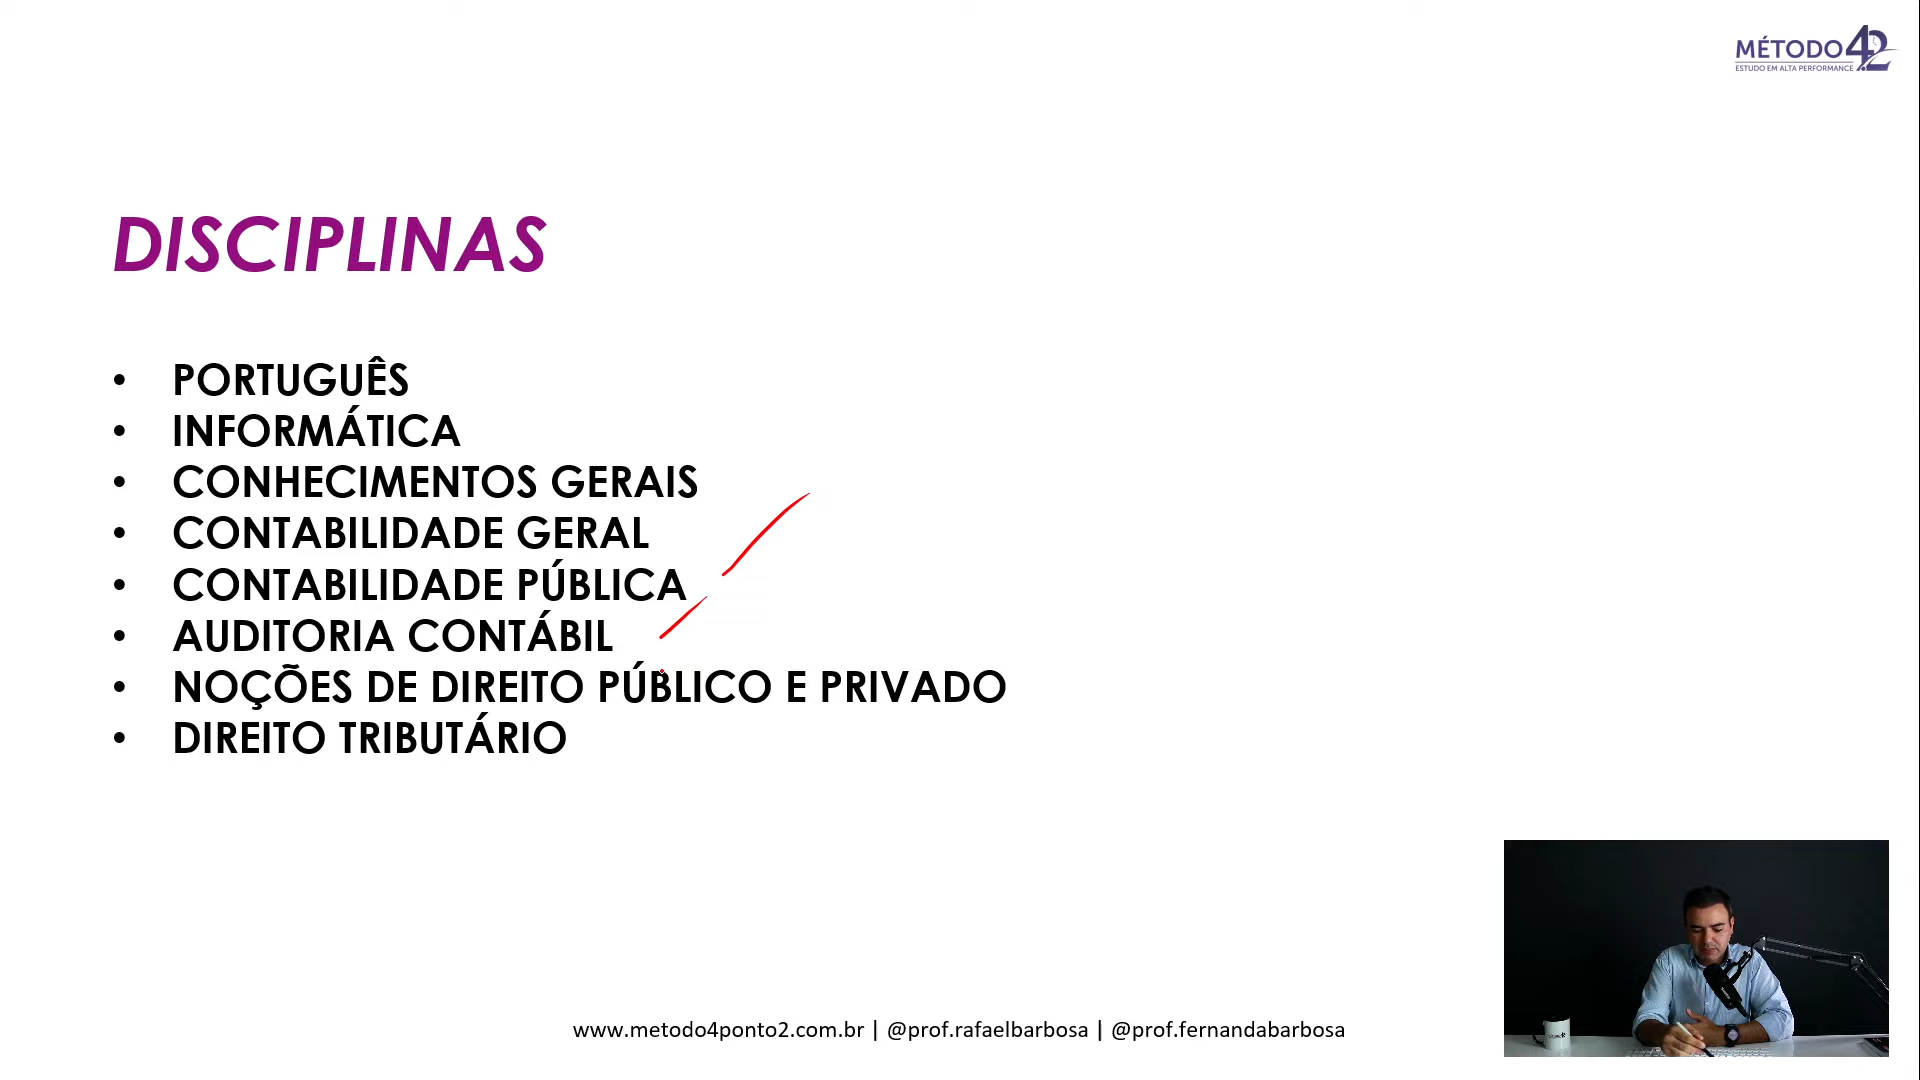 MÉTODO 4.2
ESTUDO EM ALTA PERFORMANCE
DISCIPLINAS
• PORTUGUÊS
• INFORMÁTICA
• CONHECIMENTOS GERAIS
• CONTABILIDADE GERAL
• CONTABILIDADE PÚBLICA
• AUDITORIA CONTÁBIL
• NOÇÕES DE DIREITO PÚBLICO E PRIVADO
• DIREITO TRIBUTÁRIO
www.metodo4ponto2.com.br | @prof.rafaelbarbosa | @prof.fernandabarbosa